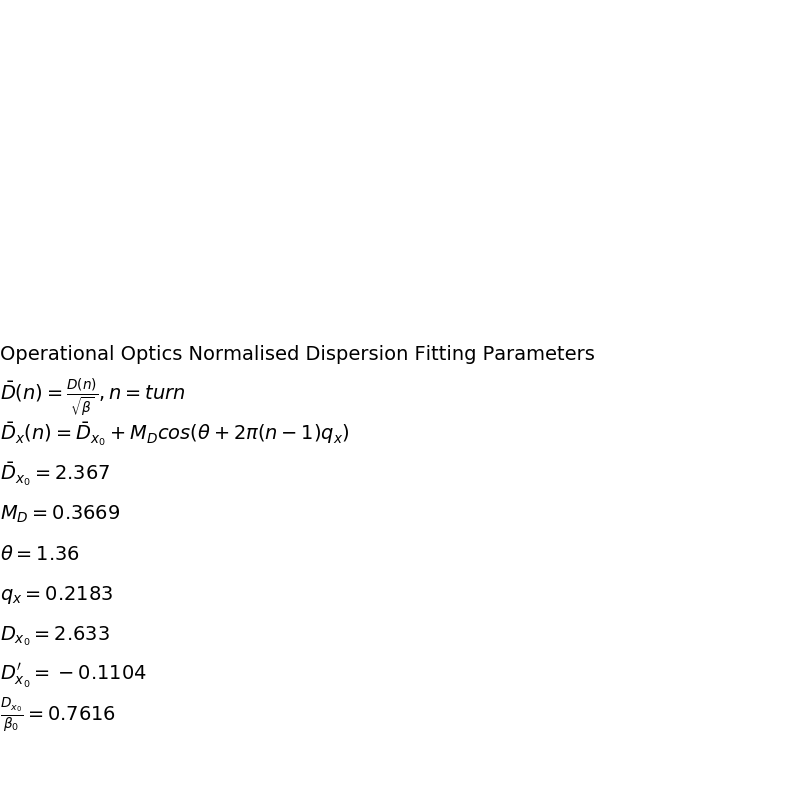 Operational Optics Normalised Dispersion Fitting Parameters
$\bar{D}(n) = \frac{D(n)}{\sqrt{\beta}}, n = turn$
$\bar{D}_x(n) = \bar{D}_{x_0} + M_D cos(\theta + 2\pi(n-1)q_x)$
$\bar{D}_{x_0} = 2.367$
$M_D = 0.3669$
$\theta = 1.36$
$q_x = 0.2183$
$D_{x_0} = 2.633$
$D'_{x_0} = -0.1104$
$\frac{D_{x_0}}{\beta_0} = 0.7616$